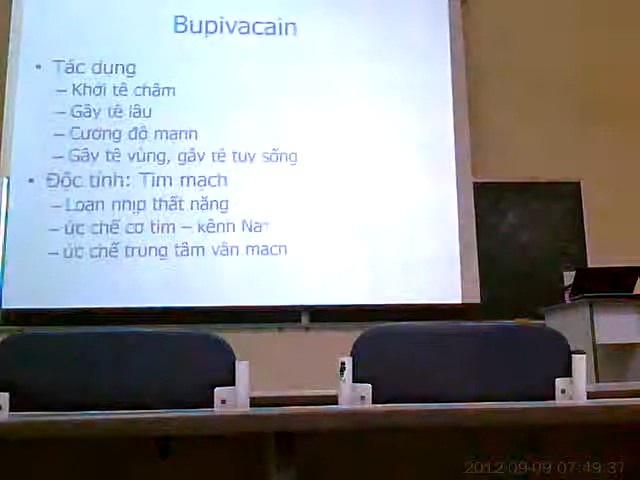 Bupivacain
• Tác dụng
– Khởi tê chậm
– Gây tê lâu
– Cường độ mạnh
– Gây tê vùng, gây tê tuỷ sống
• Độc tính: Tim mạch
– Loạn nhịp thất nặng
– ức chế cơ tim – kênh Na+
– ức chế trung tâm vận mạch
2012-09-09 07:49:37